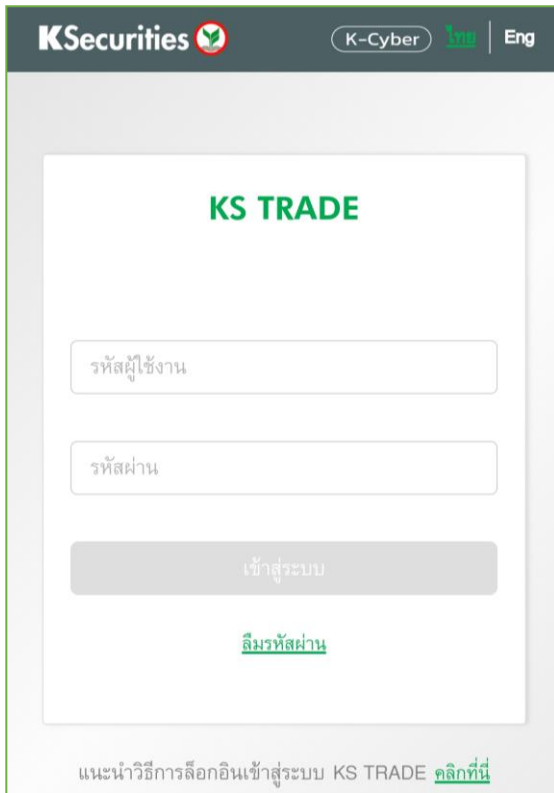 KSecurities K-Cyber ไทย Eng
KS TRADE
รหัสผู้ใช้งาน
รหัสผ่าน
เข้าสู่ระบบ
ลืมรหัสผ่าน
แนะนำวิธีการล็อกอินเข้าสู่ระบบ KS TRADE คลิกที่นี่